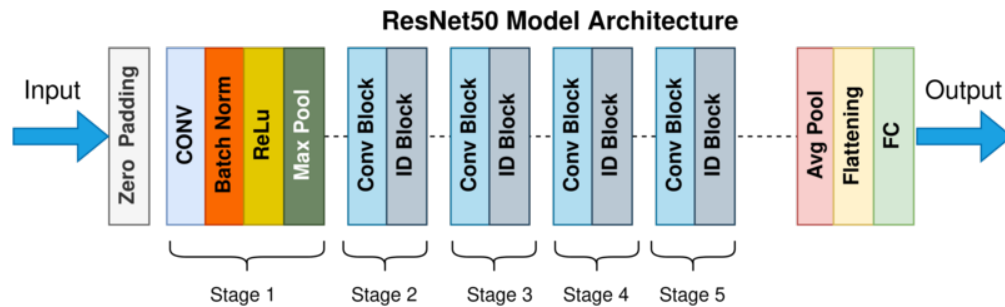 ResNet50 Model Architecture
Input
Zero Padding
CONV
Batch Norm
ReLu
Max Pool
Conv Block
ID Block
Conv Block
ID Block
Conv Block
ID Block
Conv Block
ID Block
Avg Pool
Flattening
FC
Output
Stage 1
Stage 2
Stage 3
Stage 4
Stage 5